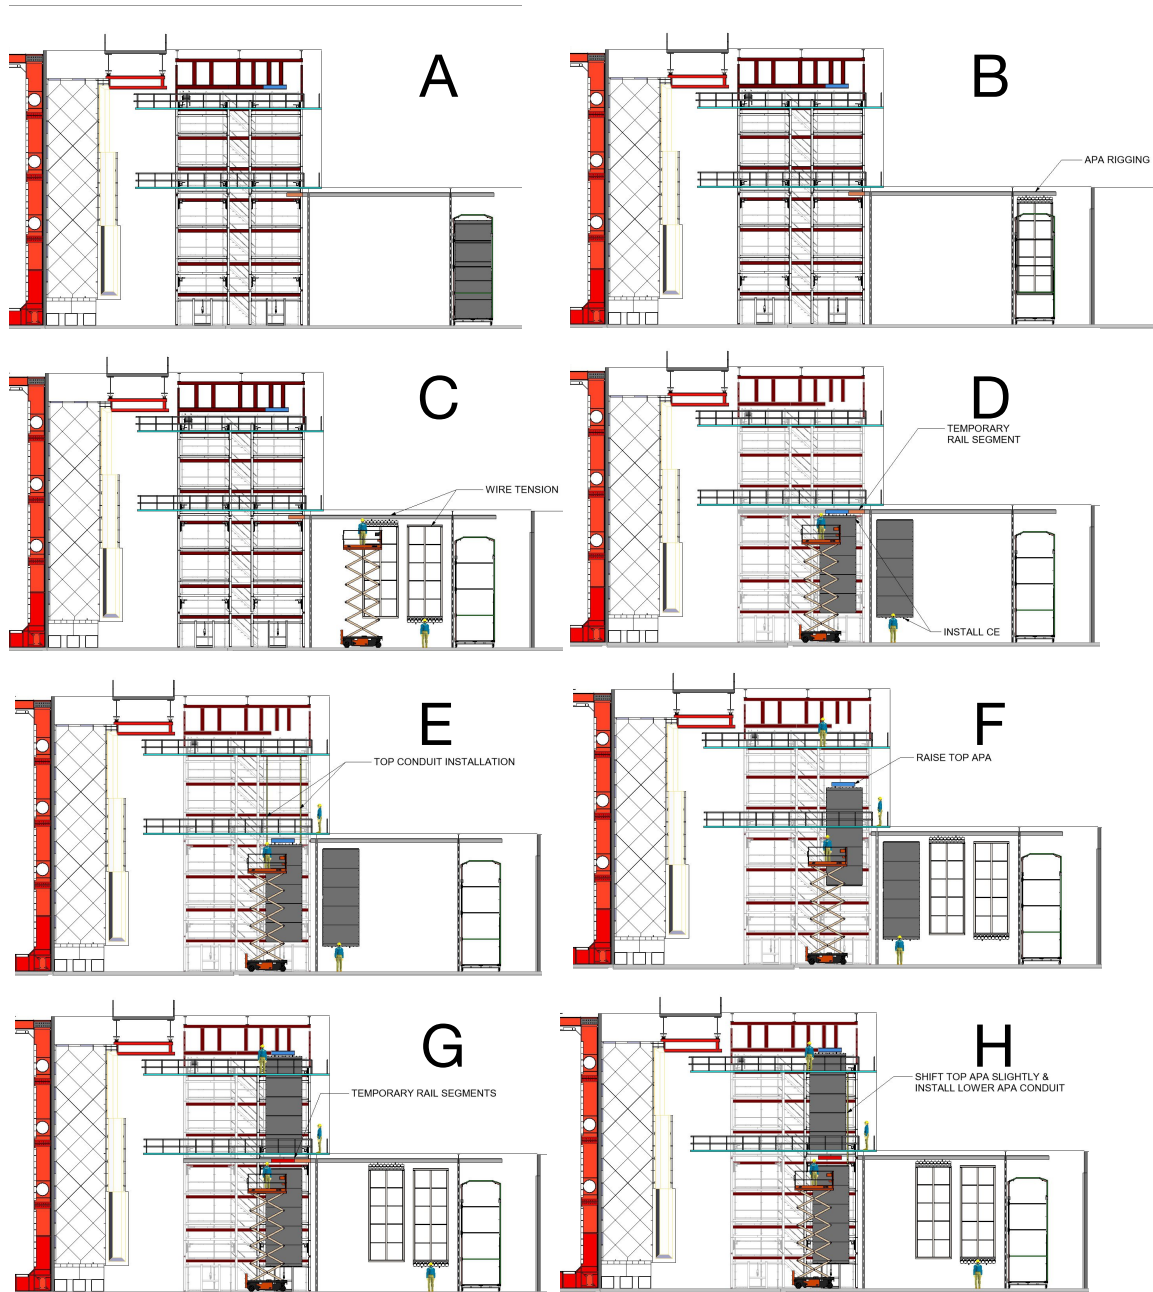 A
B
APA RIGGING
C
WIRE TENSION
D
TEMPORARY
RAIL SEGMENT
INSTALL CE
E
TOP CONDUIT INSTALLATION
F
RAISE TOP APA
G
TEMPORARY RAIL SEGMENTS
H
SHIFT TOP APA SLIGHTLY &
INSTALL LOWER APA CONDUIT